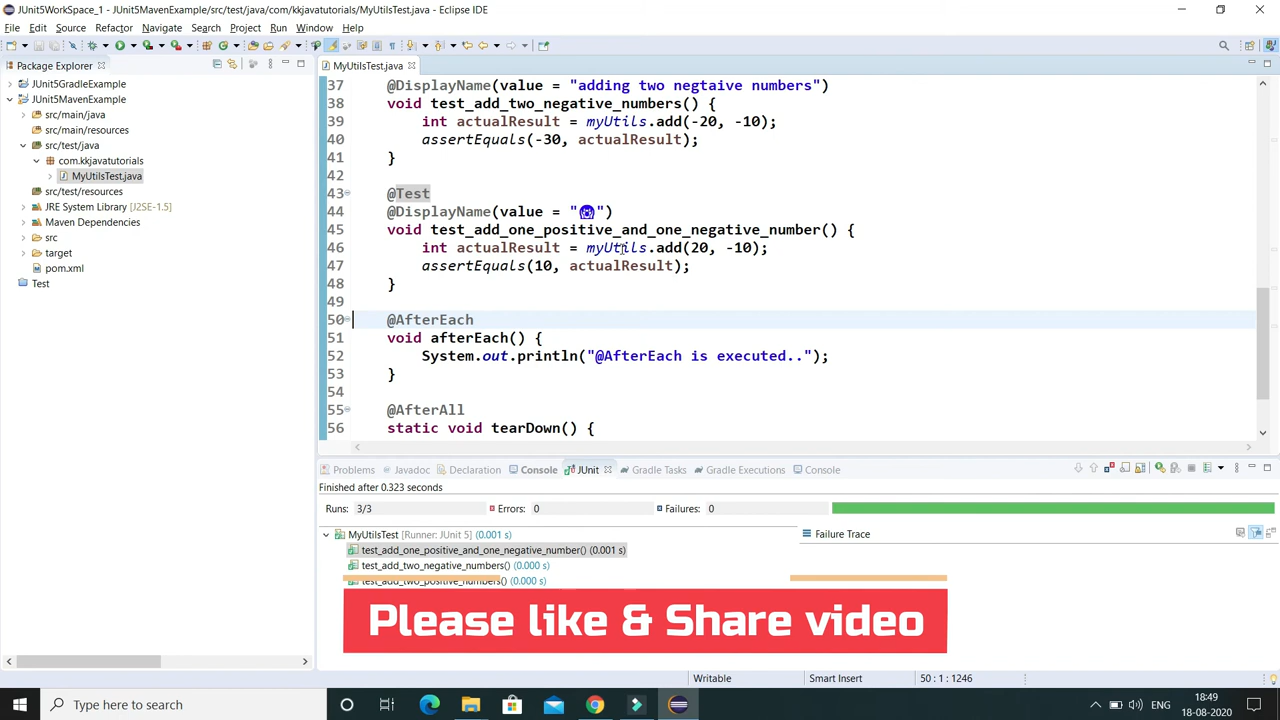 JUnit5WorkSpace_1 - JUnit5MavenExample/src/test/java/com/kkjavatutorials/MyUtilsTest.java - Eclipse IDE
File Edit Source Refactor Navigate Search Project Run Window Help
Package Explorer
MyUtilsTest.java
JUnit5GradleExample
JUnit5MavenExample
src/main/java
src/main/resources
src/test/java
com.kkjavatutorials
MyUtilsTest.java
src/test/resources
JRE System Library [J2SE-1.5]
Maven Dependencies
src
target
pom.xml
Test
37 @DisplayName(value = "adding two negtaive numbers")
38 void test_add_two_negative_numbers() {
39 int actualResult = myUtils.add(-20, -10);
40 assertEquals(-30, actualResult);
41 }
42
43 @Test
44 @DisplayName(value = "😱")
45 void test_add_one_positive_and_one_negative_number() {
46 int actualResult = myUtils.add(20, -10);
47 assertEquals(10, actualResult);
48 }
49
50 @AfterEach
51 void afterEach() {
52 System.out.println("@AfterEach is executed..");
53 }
54
55 @AfterAll
56 static void tearDown() {
Problems Javadoc Declaration Console JUnit Gradle Tasks Gradle Executions Console
Finished after 0.323 seconds
Runs: 3/3 Errors: 0 Failures: 0
MyUtilsTest [Runner: JUnit 5] (0.001 s)
Failure Trace
test_add_one_positive_and_one_negative_number() (0.001 s)
test_add_two_negative_numbers() (0.000 s)
test_add_two_positive_numbers() (0.000 s)
Please like & Share video
Writable Smart Insert 50 : 1 : 1246
Type here to search
ENG
18:49
18-08-2020